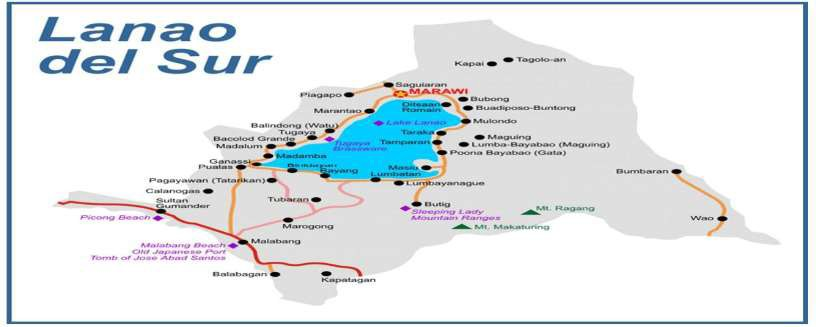 Lanao
del Sur
Kapai
Tagolo-an
Saguiaran
Piagapo
MARAWI
Marantao
Ditsaan
Romain
Bubong
Buadiposo-Buntong
Balindong (Watu)
Lake Lanao
Mulondo
Tugaya
Bacolod Grande
Taraka
Maguing
Madalum
Tugaya
Brassware
Tamparan
Lumba-Bayabao (Maguing)
Poona Bayabao (Gata)
Ganassi
Madamba
Pualas
Bayang
Masiu
Lumbatan
Bumbaran
Pagayawan (Tatarikan)
Lumbayanague
Calanogas
Sultan
Gumander
Tubaran
Butig
Picong Beach
Sleeping Lady
Mountain Ranges
Mt. Ragang
Wao
Marogong
Mt. Makaturing
Malabang Beach
Old Japanese Port
Tomb of Jose Abad Santos
Malabang
Balabagan
Kapatagan